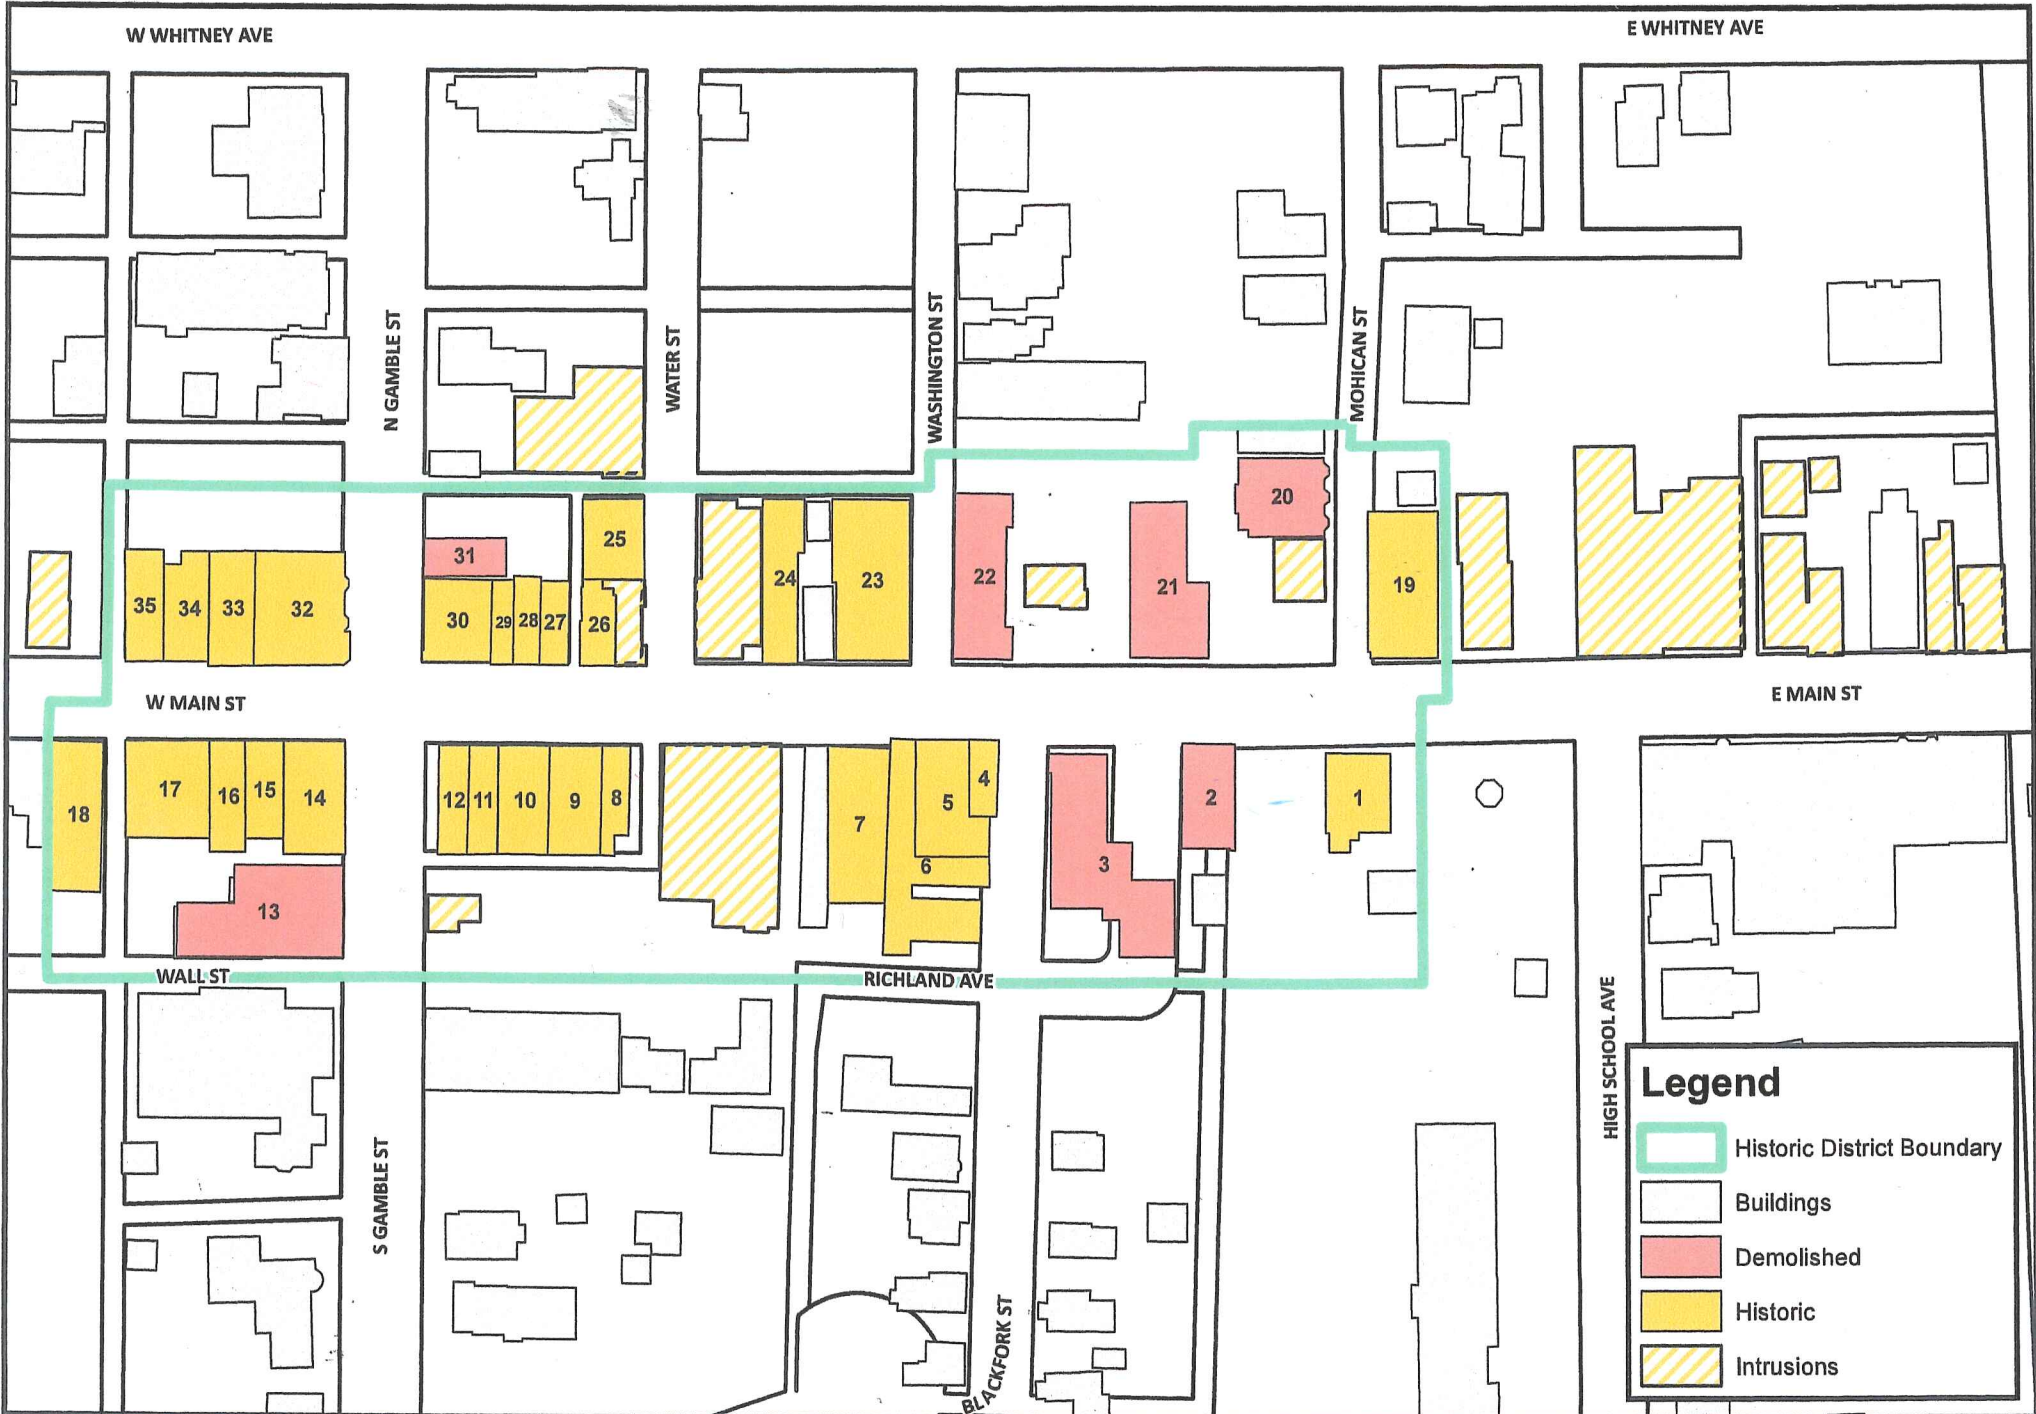 W WHITNEY AVE
E WHITNEY AVE
N GAMBLE ST
WATER ST
WASHINGTON ST
MOHICAN ST
20
25
31
24
23
22
21
19
35
34
33
32
30
29
28
27
26
W MAIN ST
E MAIN ST
18
17
16
15
14
12
11
10
9
8
7
6
5
4
3
2
1
13
WALL ST
RICHLAND AVE
S GAMBLE ST
BLACKFORK ST
HIGH SCHOOL AVE
Legend
Historic District Boundary
Buildings
Demolished
Historic
Intrusions